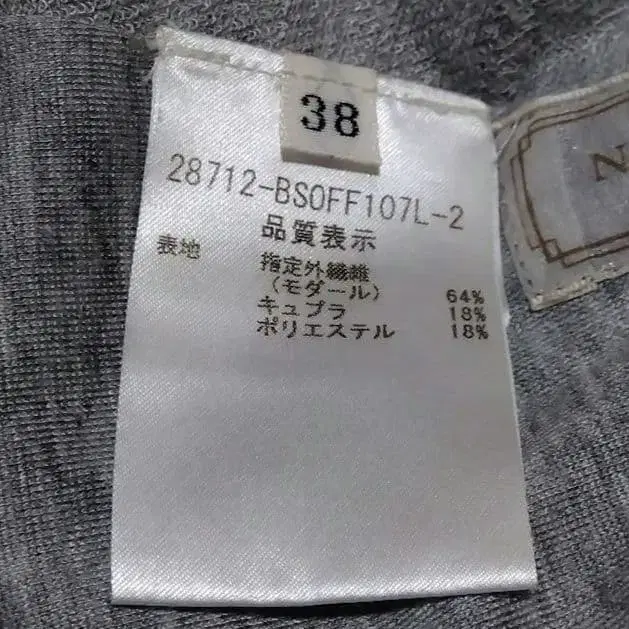 38
28712-BS0FF107L-2
品質表示
表地 指定外繊維
(モダール) 64%
キュプラ 18%
ポリエステル 18%
N